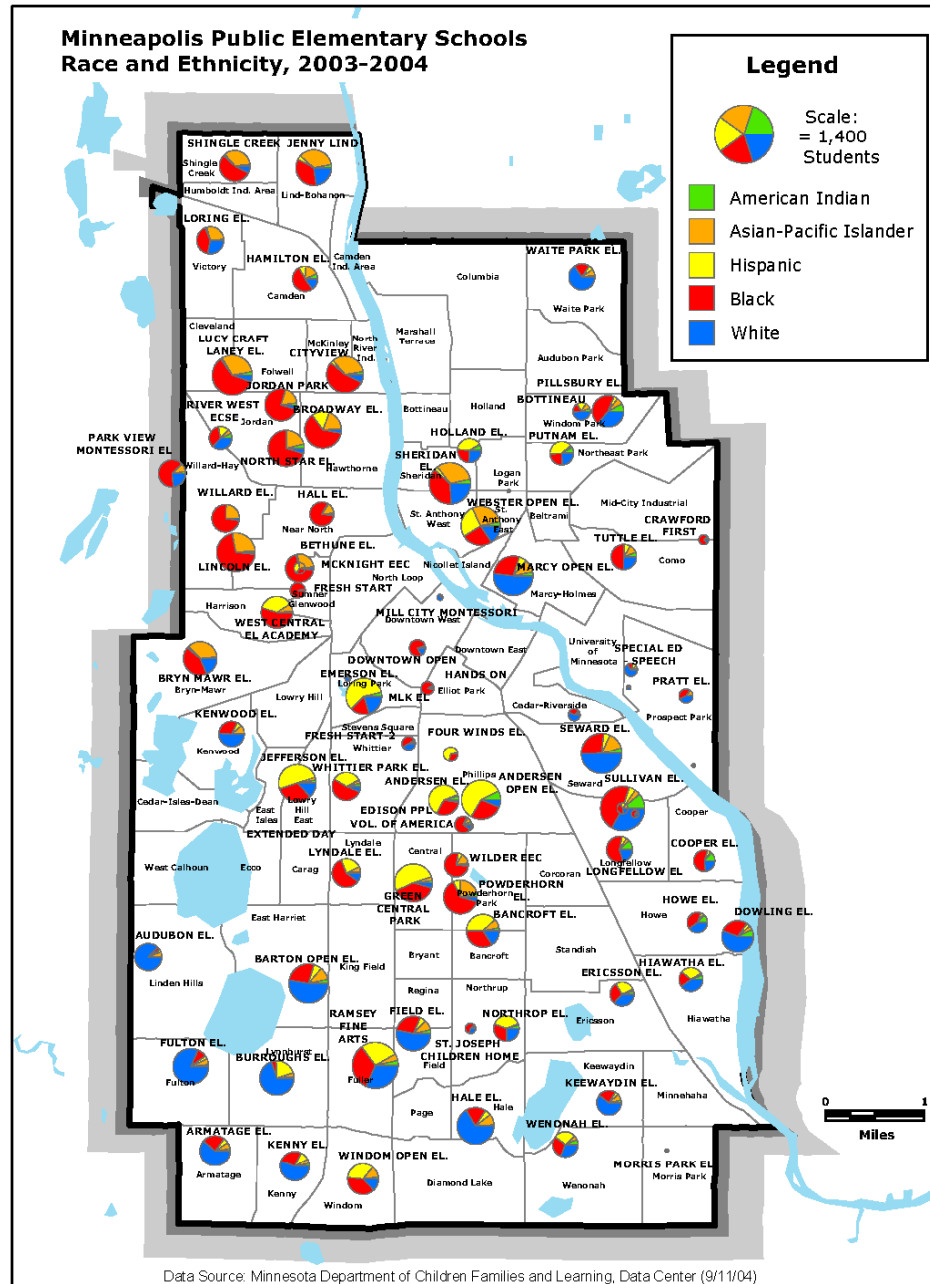 Minneapolis Public Elementary Schools
Race and Ethnicity, 2003-2004
Legend
Scale:
= 1,400
Students
American Indian
Asian-Pacific Islander
Hispanic
Black
White
SHINGLE CREEK
JENNY LIND
Shingle
Creek
Humboldt Ind. Area
Lind-Bohanon
LORING EL.
Victory
HAMILTON EL.
Camden
Ind. Area
Camden
Columbia
WAITE PARK EL.
Waite Park
Cleveland
LUCY CRAFT
LANEY EL.
Folwell
McKinley
CITYVIEW
North
River
Ind.
Marshall
Terrace
Audubon Park
JORDAN PARK
RIVER WEST
ECSE
Jordan
BROADWAY EL.
Bottineau
Holland
PILLSBURY EL.
BOTTINEAU
Windom Park
PARK VIEW
MONTESSORI EL
Willard-Hay
NORTH STAR EL.
Hawthorne
HOLLAND EL.
SHERIDAN
EL.
Sheridan
PUTNAM EL.
Northeast Park
Logan
Park
WILLARD EL.
HALL EL.
Near North
WEBSTER OPEN EL.
St. Anthony
West
St.
Anthony
East
Beltrami
Mid-City Industrial
CRAWFORD
FIRST
TUTTLE EL.
Como
LINCOLN EL.
BETHUNE EL.
MCKNIGHT EEC
North Loop
Nicollet Island
MARCY OPEN EL.
Marcy-Holmes
FRESH START
Sumner
Glenwood
Harrison
WEST CENTRAL
EL ACADEMY
MILL CITY MONTESSORI
Downtown West
BRYN MAWR EL.
Bryn-Mawr
DOWNTOWN OPEN
Downtown East
University
of
Minnesota
SPECIAL ED
SPEECH
EMERSON EL.
Loring Park
HANDS ON
Elliot Park
MLK EL
PRATT EL.
Prospect Park
Lowry Hill
KENWOOD EL.
Kenwood
Stevens Square
FRESH START-2
Whittier
FOUR WINDS EL.
Cedar-Riverside
SEWARD EL.
Seward
JEFFERSON EL.
WHITTIER PARK EL.
ANDERSEN EL.
Phillips
ANDERSEN
OPEN EL.
SULLIVAN EL.
Cedar-Isles-Dean
East
Isles
Lowry
Hill
East
EDISON PPL
VOL. OF AMERICA
Cooper
EXTENDED DAY
Lyndale
LYNDALE EL.
Central
WILDER EEC
Corcoran
Longfellow
LONGFELLOW EL
COOPER EL.
West Calhoun
Ecco
Carag
GREEN
CENTRAL
PARK
POWDERHORN
EL.
Powderhorn
Park
BANCROFT EL.
Bancroft
HOWE EL.
Howe
DOWLING EL.
East Harriet
AUDUBON EL.
Linden Hills
BARTON OPEN EL.
King Field
Bryant
Standish
ERICSSON EL.
Ericsson
HIAWATHA EL.
Hiawatha
Regina
Northrup
RAMSEY
FINE
ARTS
FIELD EL.
NORTHROP EL.
ST. JOSEPH
CHILDREN HOME
Field
FULTON EL.
Fulton
Lynnhurst
BURROUGHS EL.
Fuller
Keewaydin
KEEWAYDIN EL.
Minnehaha
Page
HALE EL.
Hale
WENONAH EL.
Wenonah
ARMATAGE EL.
Armatage
KENNY EL.
Kenny
WINDOM OPEN EL.
Windom
Diamond Lake
MORRIS PARK EL
Morris Park
0 1
Miles
Data Source: Minnesota Department of Children Families and Learning, Data Center (9/11/04)